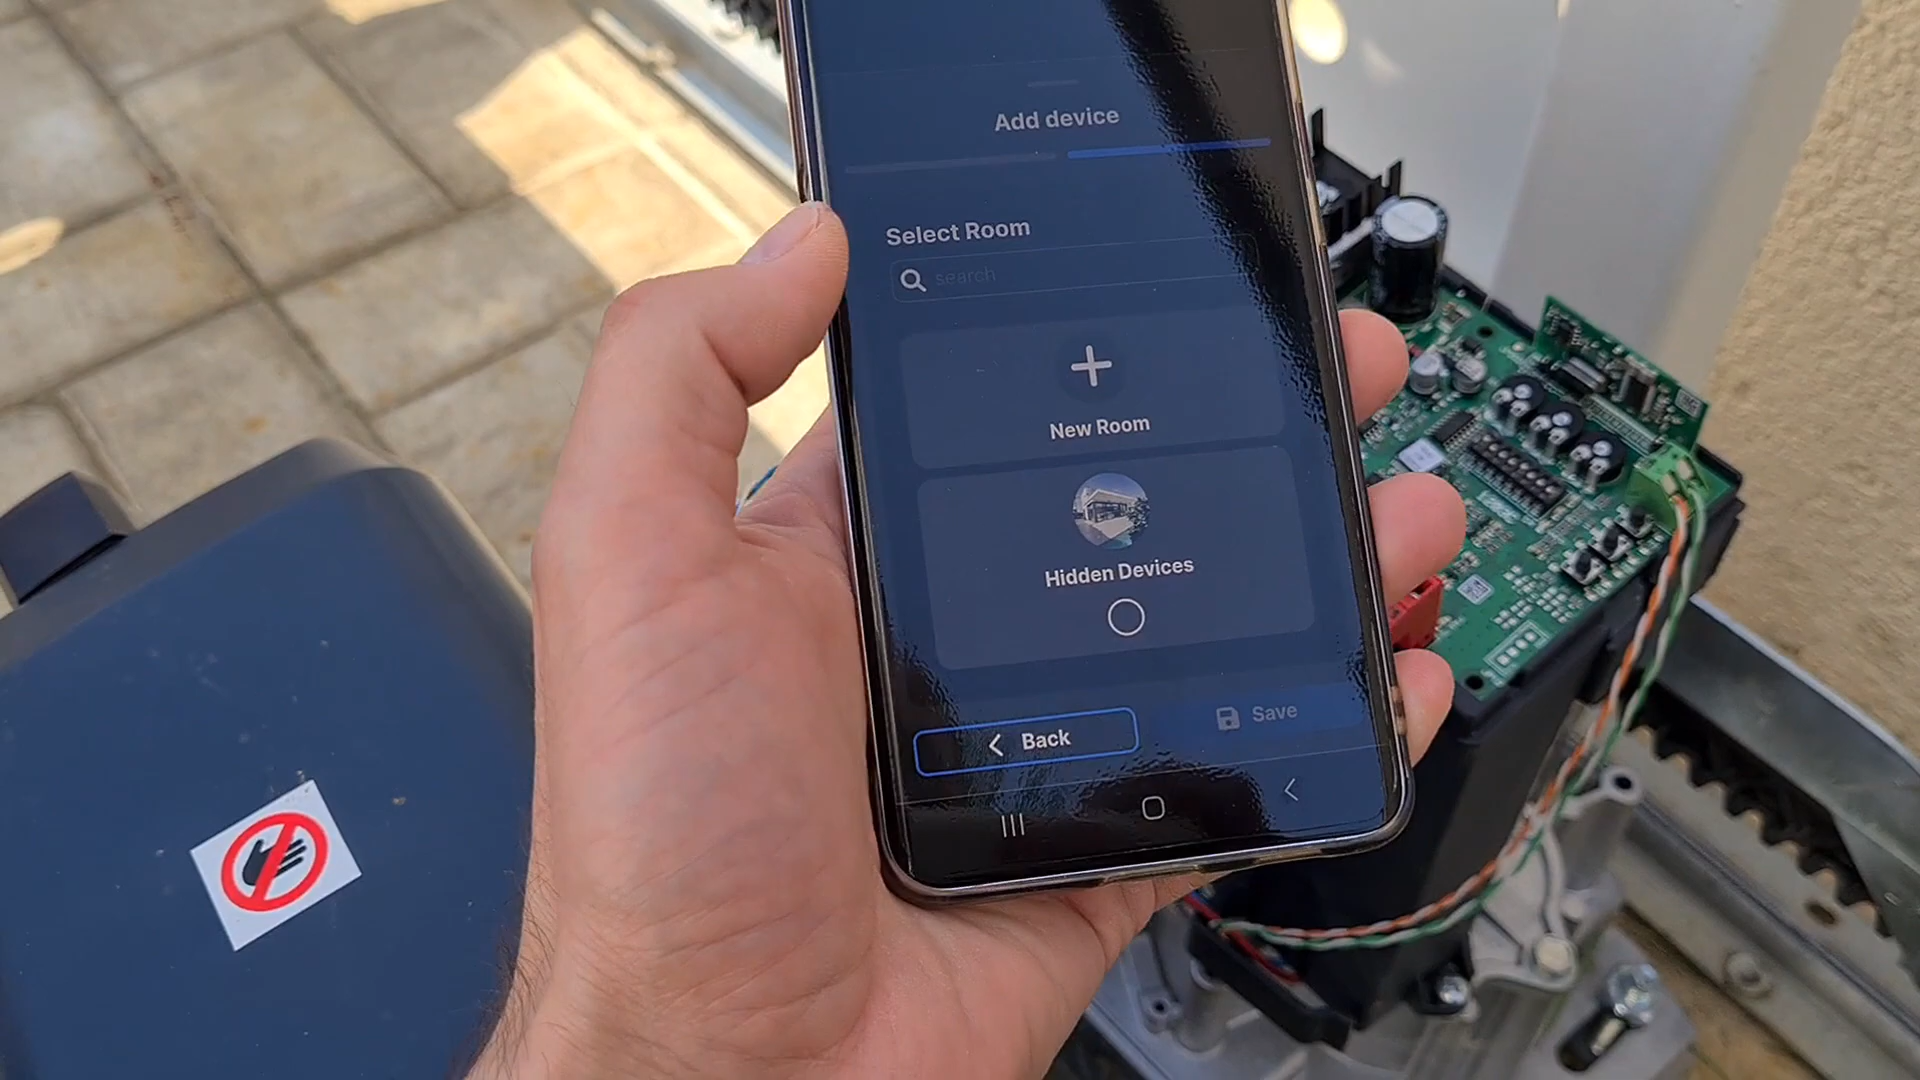 Add device
Select Room
search
New Room
Hidden Devices
Back
Save